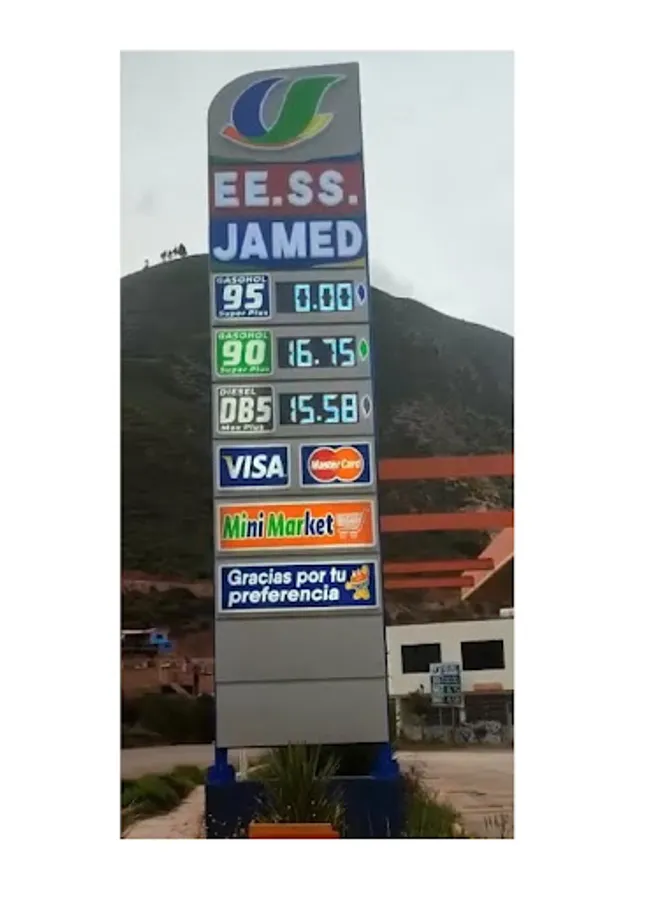 EE.SS.
JAMED
GASOHOL
95 0.00
Super Plus
GASOHOL
90 16.75
Super Plus
DIESEL
DB5 15.58
Max Plus
VISA MasterCard
Mini Market
Gracias por tu
preferencia